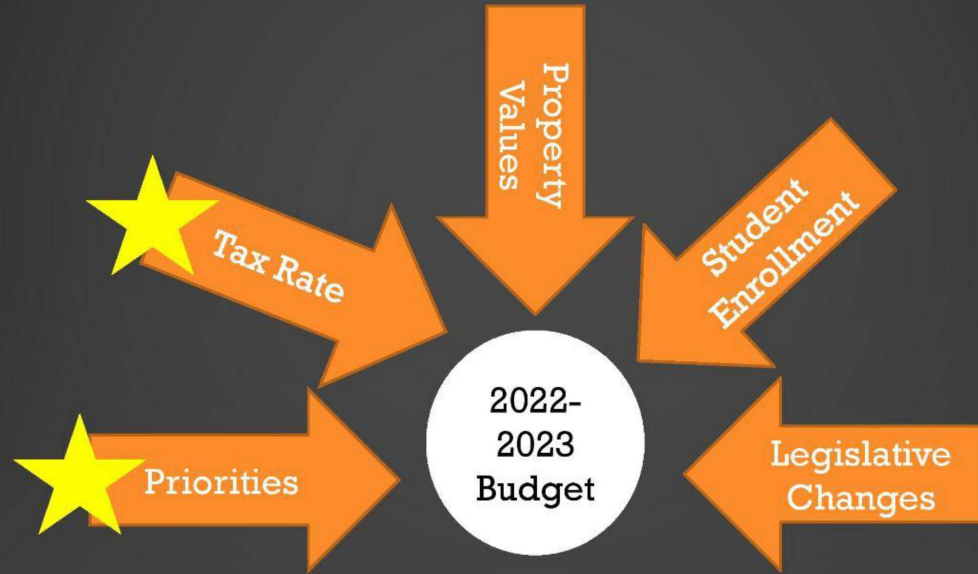 Priorities
Tax Rate
Property
Values
Student
Enrollment
Legislative
Changes
2022-
2023
Budget